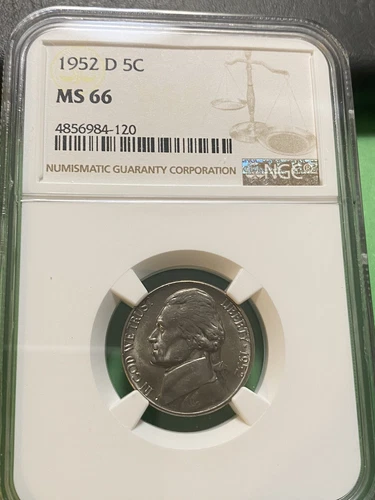 1952 D 5C
MS 66
4856984-120
NUMISMATIC GUARANTY CORPORATION
NGC
IN GOD WE TRUST
LIBERTY